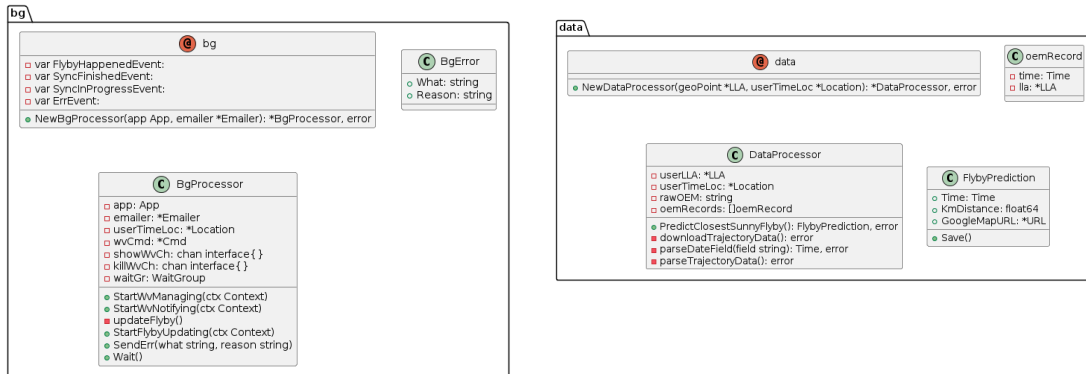 bg
@ bg
var FlybyHappenedEvent:
var SyncFinishedEvent:
var SyncInProgressEvent:
var ErrEvent:
NewBgProcessor(app App, emailer *Emailer): *BgProcessor, error
C BgError
What: string
Reason: string
C BgProcessor
app: App
emailer: *Emailer
userTimeLoc: *Location
wvCmd: *Cmd
showWvCh: chan interface{ }
killWvCh: chan interface{ }
waitGr: WaitGroup
StartWvManaging(ctx Context)
StartWvNotifying(ctx Context)
updateFlyby()
StartFlybyUpdating(ctx Context)
SendErr(what string, reason string)
Wait()
data
@ data
NewDataProcessor(geoPoint *LLA, userTimeLoc *Location): *DataProcessor, error
C oemRecord
time: Time
lla: *LLA
C DataProcessor
userLLA: *LLA
userTimeLoc: *Location
rawOEM: string
oemRecords: []oemRecord
PredictClosestSunnyFlyby(): FlybyPrediction, error
downloadTrajectoryData(): error
parseDateField(field string): Time, error
parseTrajectoryData(): error
C FlybyPrediction
Time: Time
KmDistance: float64
GoogleMapURL: *URL
Save()